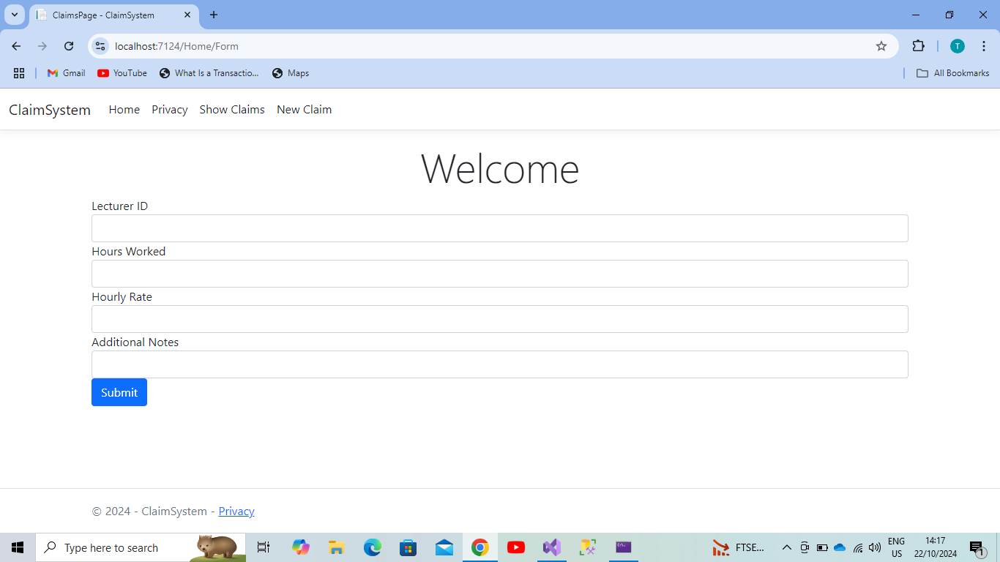 ClaimsPage - ClaimSystem
localhost:7124/Home/Form
T
Gmail
YouTube
What Is a Transactio...
Maps
All Bookmarks
ClaimSystem
Home
Privacy
Show Claims
New Claim
Welcome
Lecturer ID
Hours Worked
Hourly Rate
Additional Notes
Submit
© 2024 - ClaimSystem - Privacy
Type here to search
FTSE...
ENG
US
14:17
22/10/2024
1